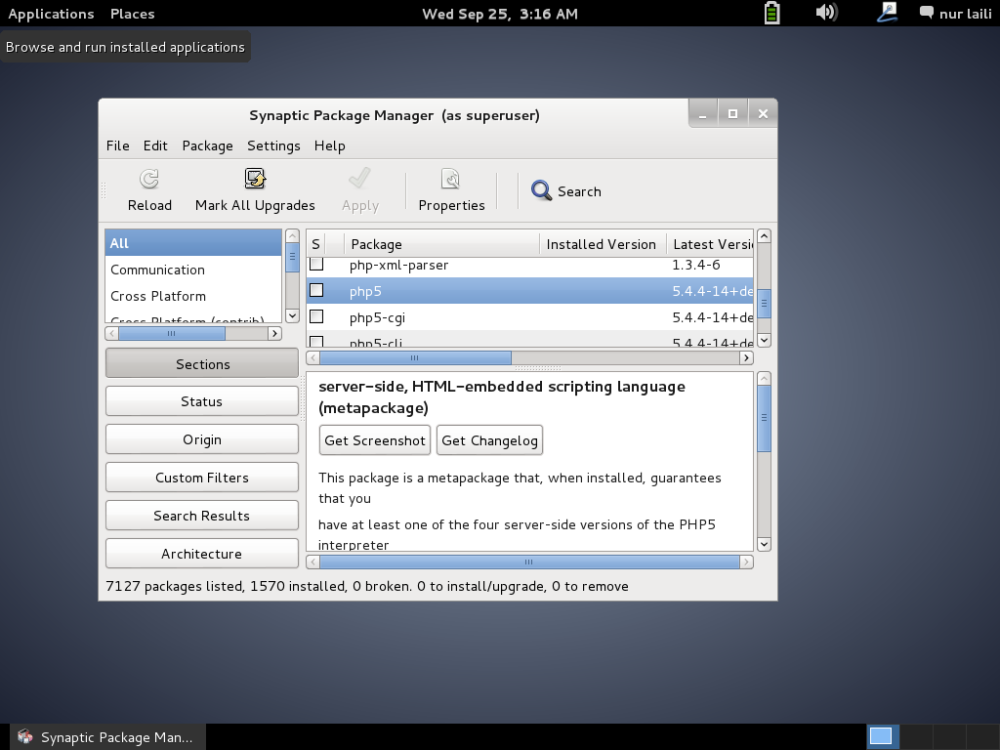 Applications Places Wed Sep 25, 3:16 AM nur laili
Browse and run installed applications
Synaptic Package Manager (as superuser)
File Edit Package Settings Help
Reload Mark All Upgrades Apply Properties Search
S Package Installed Version Latest Versi
All
Communication
Cross Platform
Cross Platform (contrib)
php-xml-parser 1.3.4-6
php5 5.4.4-14+de
php5-cgi 5.4.4-14+de
php5-cli 5.4.4-14+de
Sections
Status
Origin
Custom Filters
Search Results
Architecture
server-side, HTML-embedded scripting language
(metapackage)
Get Screenshot Get Changelog
This package is a metapackage that, when installed, guarantees
that you
have at least one of the four server-side versions of the PHP5
interpreter
7127 packages listed, 1570 installed, 0 broken. 0 to install/upgrade, 0 to remove
Synaptic Package Man...